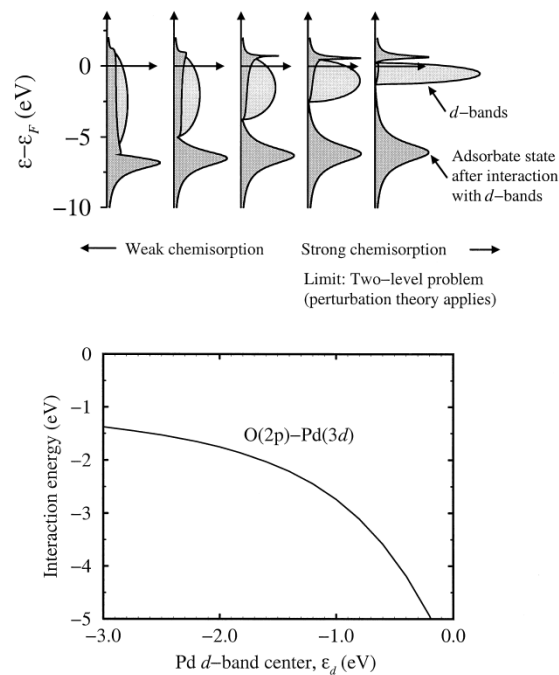 0
−5
−10
ε−ε_F (eV)
d−bands
Adsorbate state
after interaction
with d−bands
Weak chemisorption
Strong chemisorption
Limit: Two−level problem
(perturbation theory applies)
0
−1
−2
−3
−4
−5
Interaction energy (eV)
O(2p)−Pd(3d)
−3.0
−2.0
−1.0
0.0
Pd d−band center, ε_d (eV)